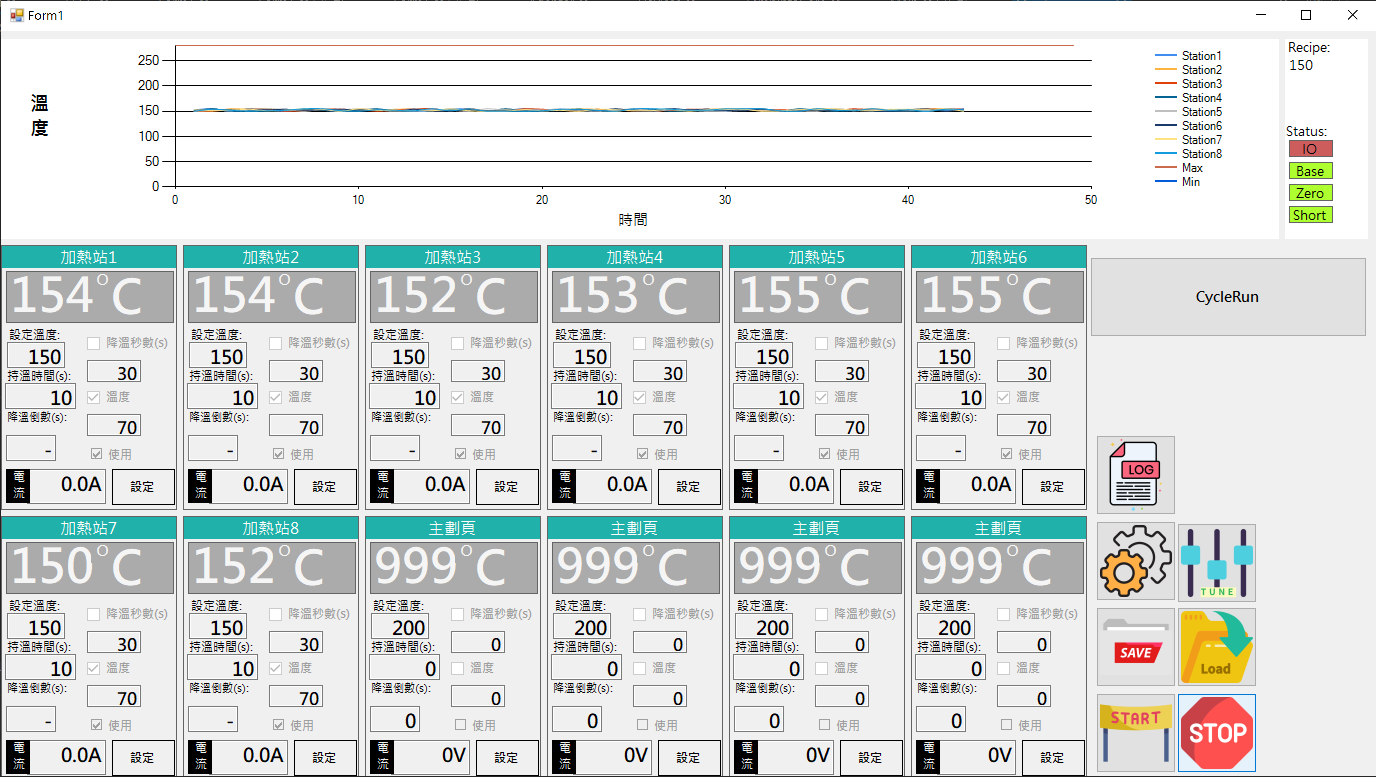 Form1
溫度
250
200
150
100
50
0
0 10 20 30 40 50
時間
Station1
Station2
Station3
Station4
Station5
Station6
Station7
Station8
Max
Min
Recipe:
150
Status:
IO
Base
Zero
Short
加熱站1
154°C
設定溫度:
150
降溫秒數(s)
30
持溫時間(s):
10
溫度
70
降溫倒數(s):
-
使用
電流
0.0A
設定
加熱站2
154°C
設定溫度:
150
降溫秒數(s)
30
持溫時間(s):
10
溫度
70
降溫倒數(s):
-
使用
電流
0.0A
設定
加熱站3
152°C
設定溫度:
150
降溫秒數(s)
30
持溫時間(s):
10
溫度
70
降溫倒數(s):
-
使用
電流
0.0A
設定
加熱站4
153°C
設定溫度:
150
降溫秒數(s)
30
持溫時間(s):
10
溫度
70
降溫倒數(s):
-
使用
電流
0.0A
設定
加熱站5
155°C
設定溫度:
150
降溫秒數(s)
30
持溫時間(s):
10
溫度
70
降溫倒數(s):
-
使用
電流
0.0A
設定
加熱站6
155°C
設定溫度:
150
降溫秒數(s)
30
持溫時間(s):
10
溫度
70
降溫倒數(s):
-
使用
電流
0.0A
設定
CycleRun
LOG
加熱站7
150°C
設定溫度:
150
降溫秒數(s)
30
持溫時間(s):
10
溫度
70
降溫倒數(s):
-
使用
電流
0.0A
設定
加熱站8
152°C
設定溫度:
150
降溫秒數(s)
30
持溫時間(s):
10
溫度
70
降溫倒數(s):
-
使用
電流
0.0A
設定
主劃頁
999°C
設定溫度:
200
降溫秒數(s)
0
持溫時間(s):
0
溫度
0
降溫倒數(s):
0
使用
電流
0V
設定
主劃頁
999°C
設定溫度:
200
降溫秒數(s)
0
持溫時間(s):
0
溫度
0
降溫倒數(s):
0
使用
電流
0V
設定
主劃頁
999°C
設定溫度:
200
降溫秒數(s)
0
持溫時間(s):
0
溫度
0
降溫倒數(s):
0
使用
電流
0V
設定
主劃頁
999°C
設定溫度:
200
降溫秒數(s)
0
持溫時間(s):
0
溫度
0
降溫倒數(s):
0
使用
電流
0V
設定
TUNE
SAVE
Load
START
STOP